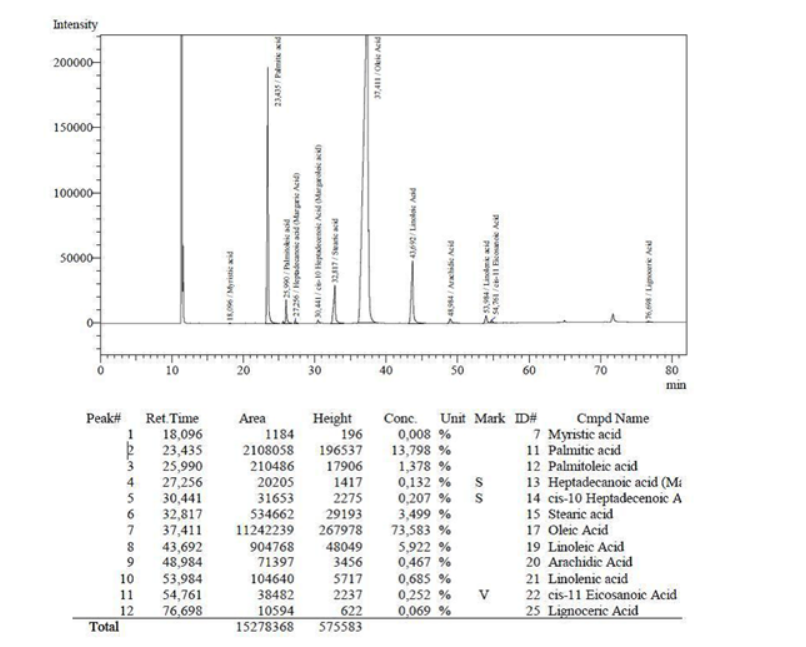 Intensity
200000
150000
100000
50000
0
18,096 / Myristic acid
23,435 / Palmitic acid
25,990 / Palmitoleic acid
27,256 / Heptadecanoic acid (Margaric Acid)
30,441 / cis-10 Heptadecenoic Acid (Margaroleic acid)
32,817 / Stearic acid
37,411 / Oleic Acid
43,692 / Linoleic Acid
48,984 / Arachidic Acid
53,984 / Linolenic acid
54,761 / cis-11 Eicosanoic Acid
76,698 / Lignoceric Acid
0 10 20 30 40 50 60 70 80
min
Peak# Ret.Time Area Height Conc. Unit Mark ID# Cmpd Name
1 18,096 1184 196 0,008 % 7 Myristic acid
2 23,435 2108058 196537 13,798 % 11 Palmitic acid
3 25,990 210486 17906 1,378 % 12 Palmitoleic acid
4 27,256 20205 1417 0,132 % S 13 Heptadecanoic acid (Ma
5 30,441 31653 2275 0,207 % S 14 cis-10 Heptadecenoic A
6 32,817 534662 29193 3,499 % 15 Stearic acid
7 37,411 11242239 267978 73,583 % 17 Oleic Acid
8 43,692 904768 48049 5,922 % 19 Linoleic Acid
9 48,984 71397 3456 0,467 % 20 Arachidic Acid
10 53,984 104640 5717 0,685 % 21 Linolenic acid
11 54,761 38482 2237 0,252 % V 22 cis-11 Eicosanoic Acid
12 76,698 10594 622 0,069 % 25 Lignoceric Acid
Total 15278368 575583